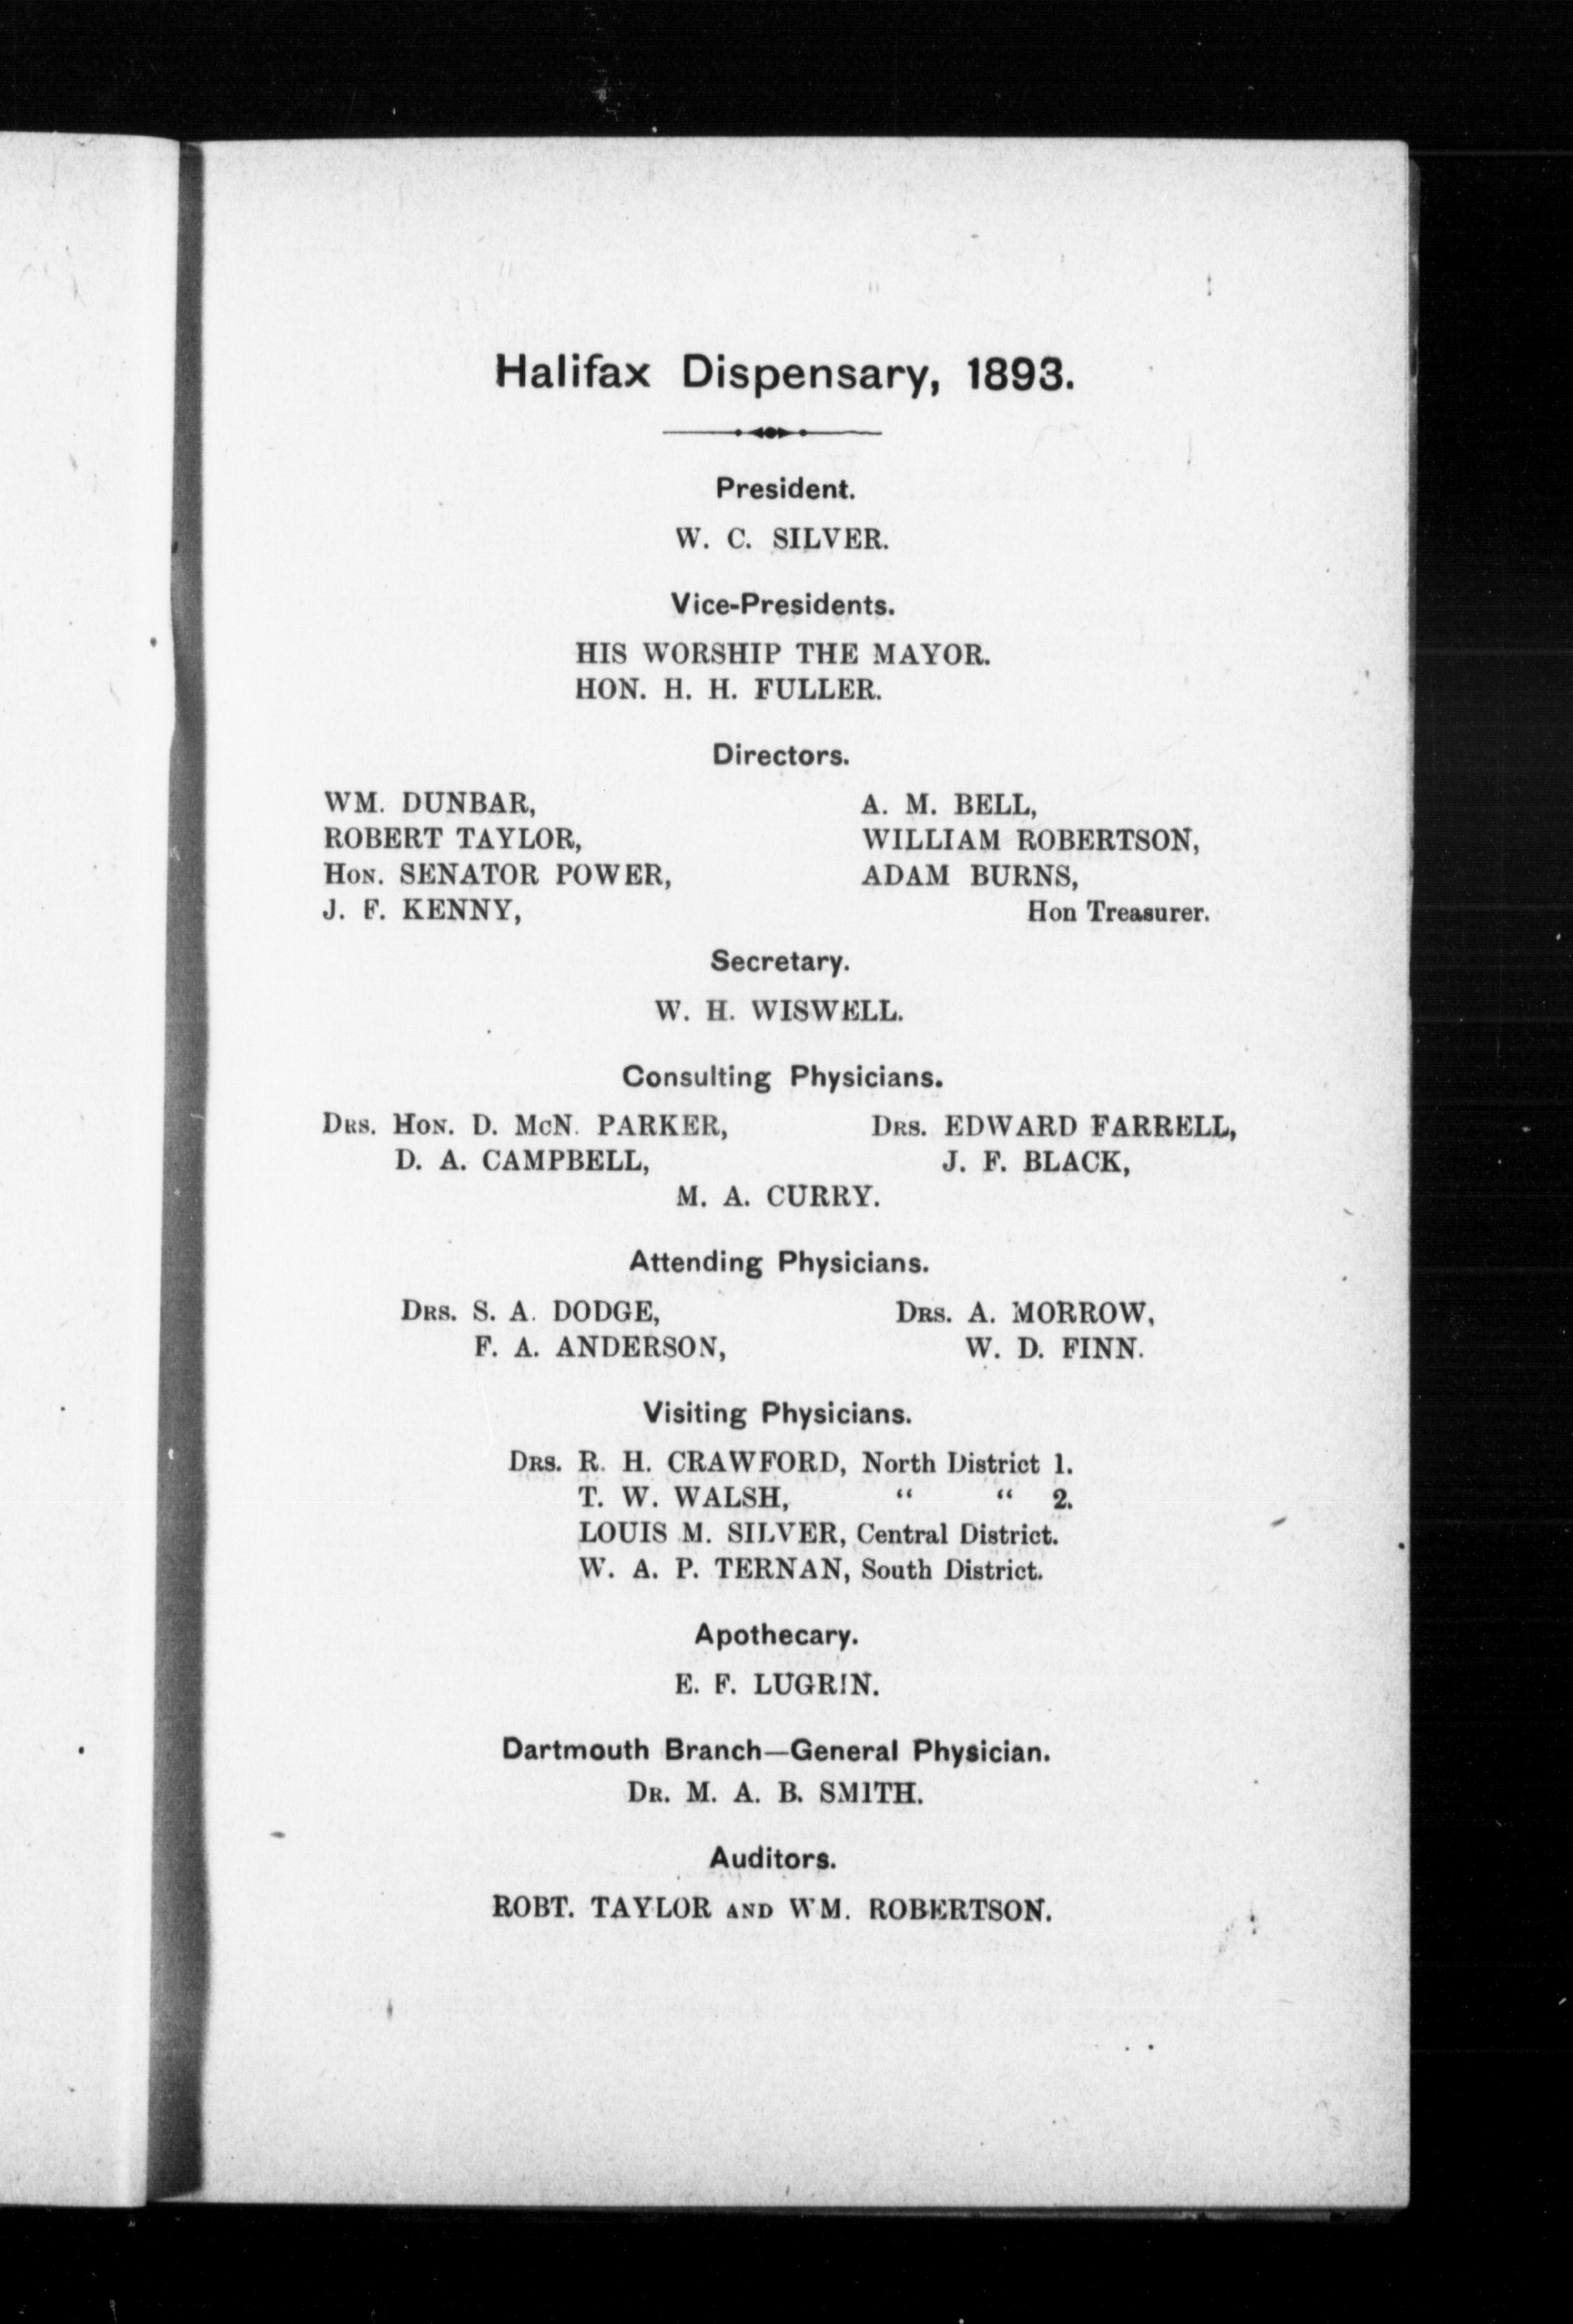 Halifax Dispensary, 1893.
President.
W. C. SILVER.
Vice-Presidents.
HIS WORSHIP THE MAYOR.
HON. H. H. FULLER.
Directors.
WM. DUNBAR, A. M. BELL,
ROBERT TAYLOR, WILLIAM ROBERTSON,
HON. SENATOR POWER, ADAM BURNS,
J. F. KENNY, Hon Treasurer.
Secretary.
W. H. WISWELL.
Consulting Physicians.
DRS. HON. D. McN. PARKER, DRS. EDWARD FARRELL,
D. A. CAMPBELL, J. F. BLACK,
M. A. CURRY.
Attending Physicians.
DRS. S. A. DODGE, DRS. A. MORROW,
F. A. ANDERSON, W. D. FINN.
Visiting Physicians.
DRS. R. H. CRAWFORD, North District 1.
T. W. WALSH, “ “ 2.
LOUIS M. SILVER, Central District.
W. A. P. TERNAN, South District.
Apothecary.
E. F. LUGRIN.
Dartmouth Branch—General Physician.
DR. M. A. B. SMITH.
Auditors.
ROBT. TAYLOR AND WM. ROBERTSON.